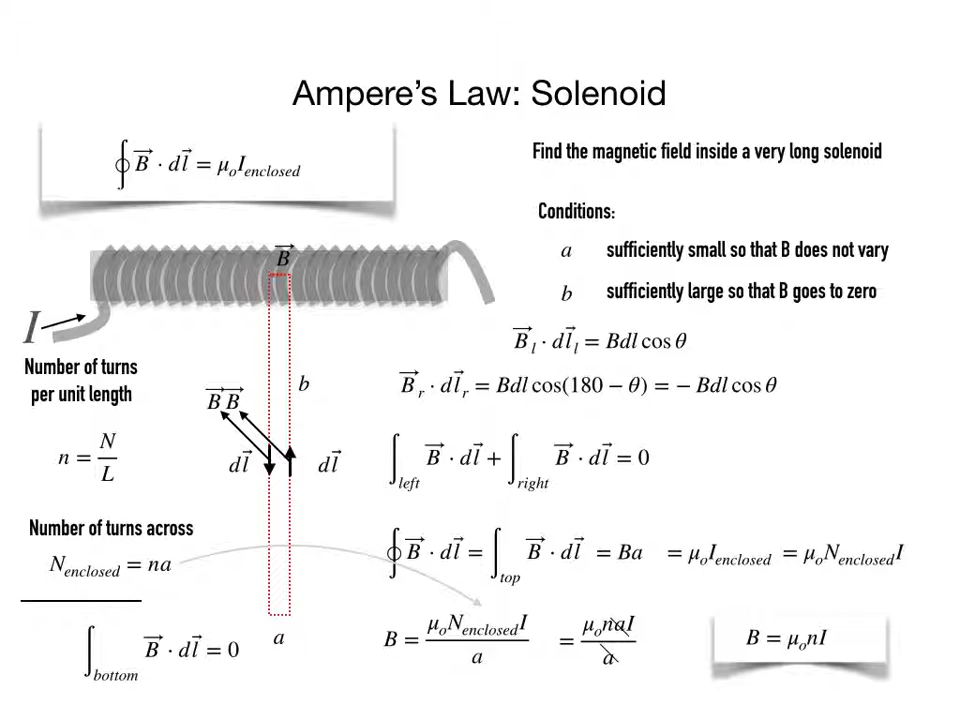 Ampere's Law: Solenoid
∮ B⃗ · dl⃗ = μₒI_enclosed
Find the magnetic field inside a very long solenoid
Conditions:
a sufficiently small so that B does not vary
b sufficiently large so that B goes to zero
B⃗
I
B⃗_l · dl⃗_l = Bdl cos θ
Number of turns
per unit length
B⃗_r · dl⃗_r = Bdl cos(180 − θ) = − Bdl cos θ
b
B⃗ B⃗
n = N/L
dl⃗ dl⃗
∫_left B⃗ · dl⃗ + ∫_right B⃗ · dl⃗ = 0
Number of turns across
N_enclosed = na
∮ B⃗ · dl⃗ = ∫_top B⃗ · dl⃗ = Ba = μₒI_enclosed = μₒN_enclosedI
∫_bottom B⃗ · dl⃗ = 0
a
B = μₒN_enclosedI/a = μₒnaI/a
B = μₒnI